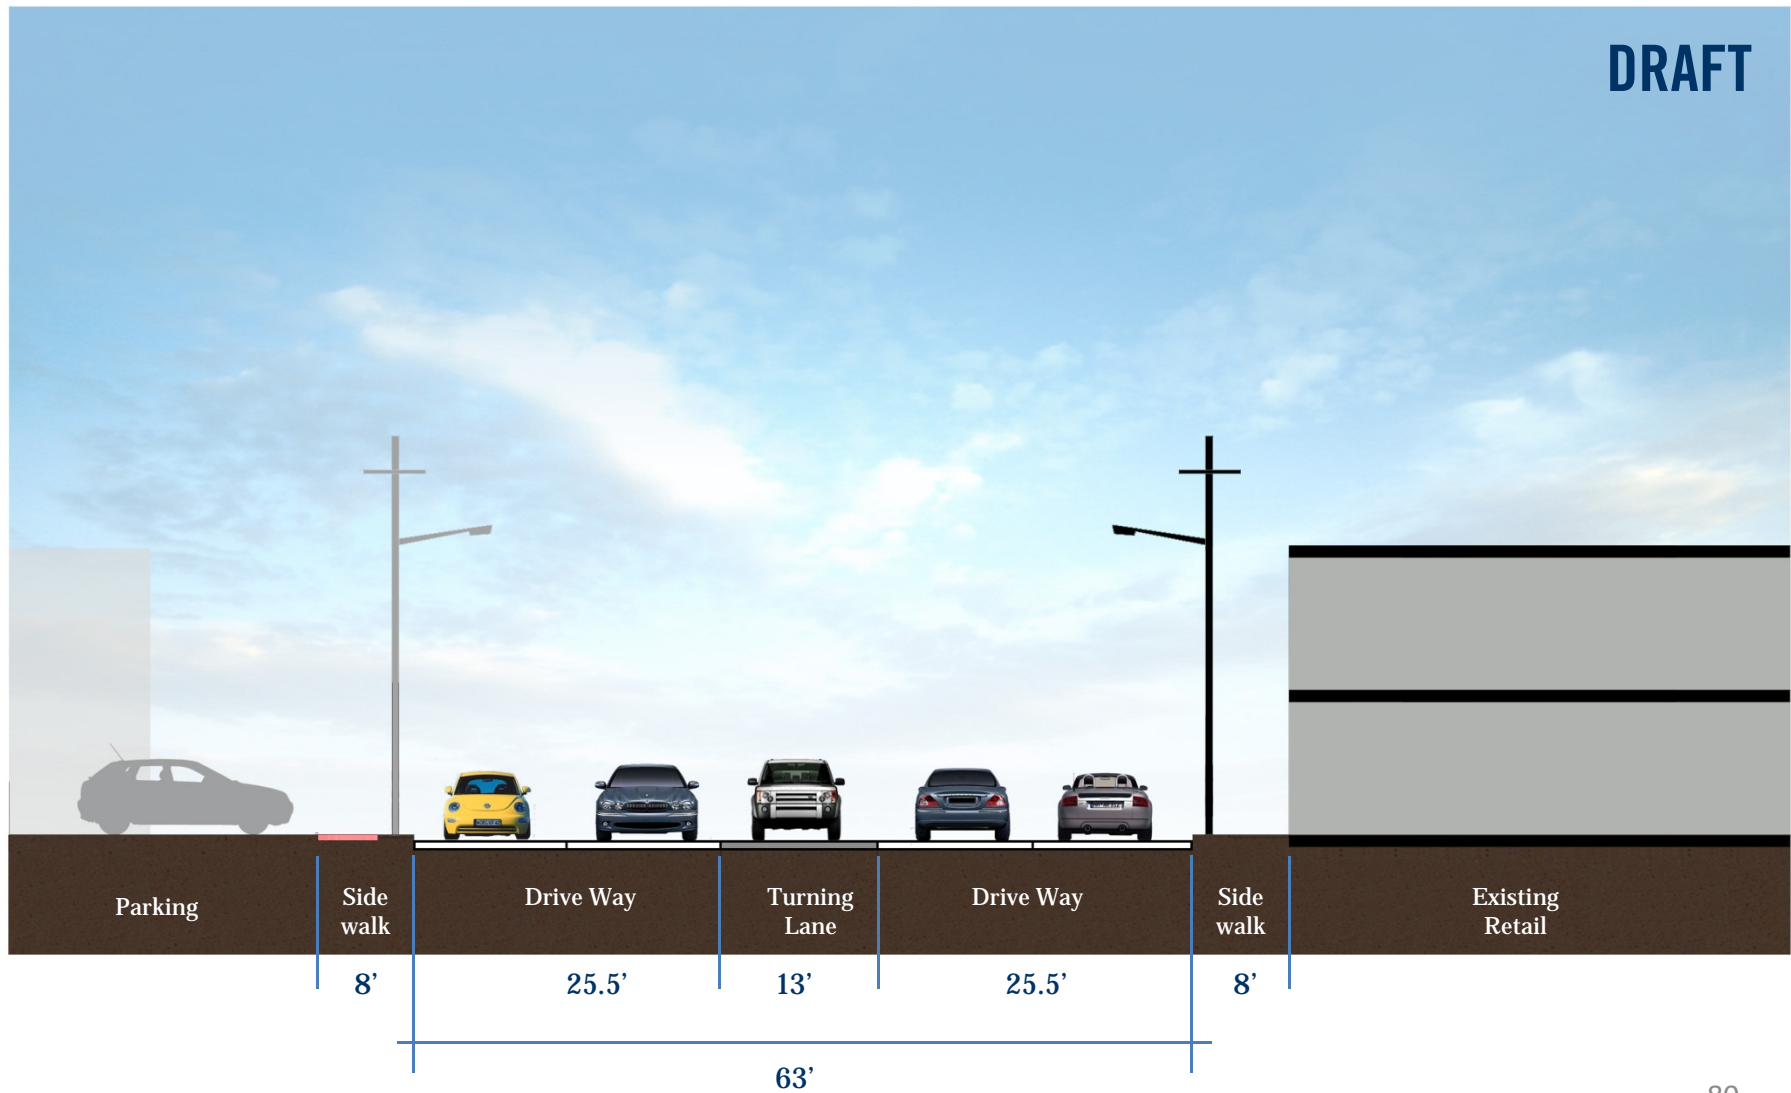 DRAFT
Parking
Side
walk
Drive Way
Turning
Lane
Drive Way
Side
walk
Existing
Retail
8’
25.5’
13’
25.5’
8’
63’